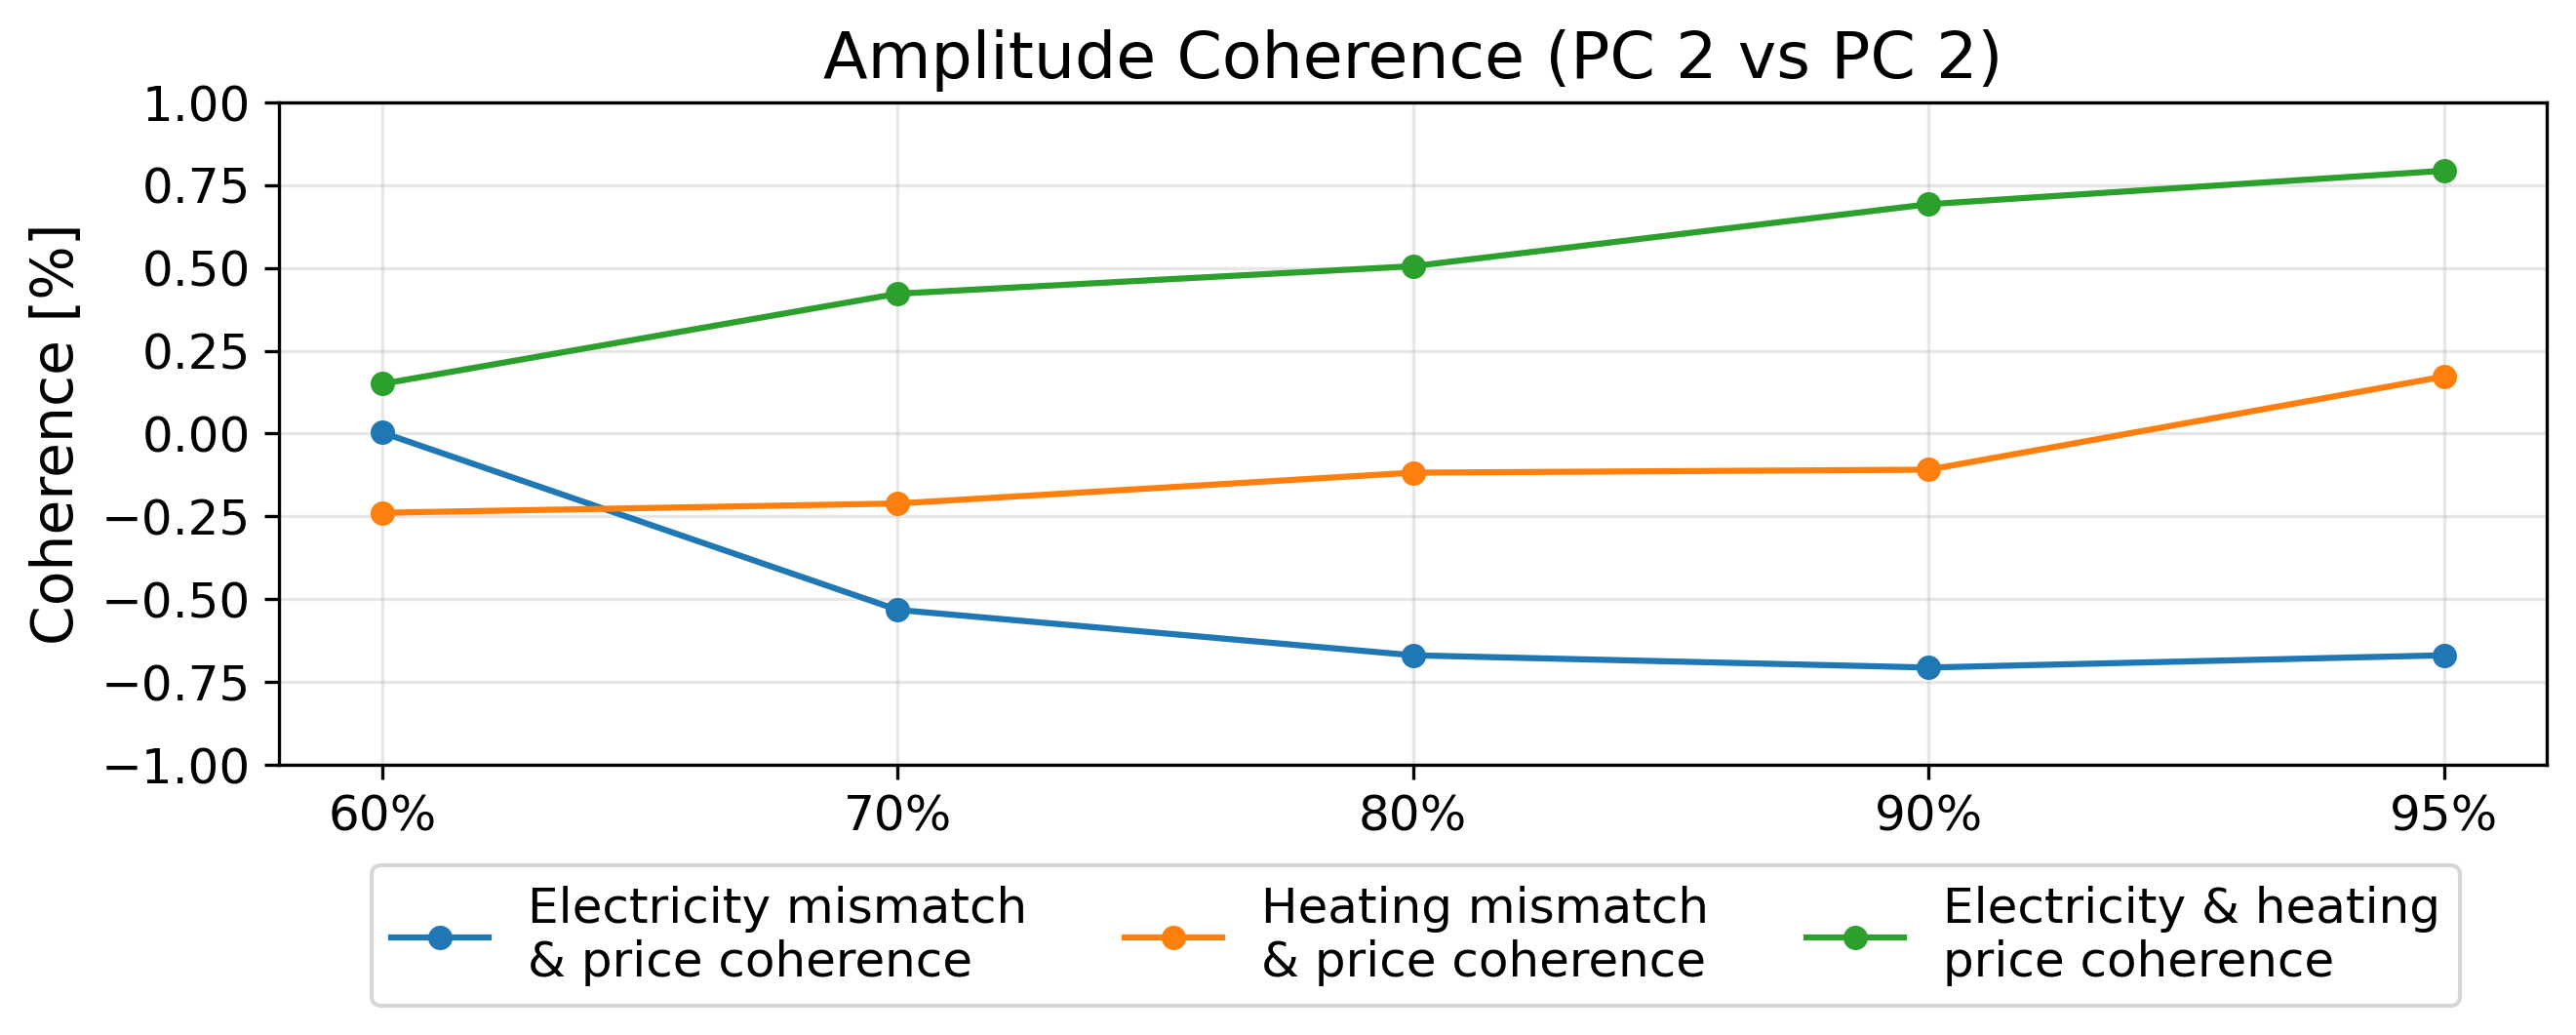 Amplitude Coherence (PC 2 vs PC 2)
Coherence [%]
1.00
0.75
0.50
0.25
0.00
−0.25
−0.50
−0.75
−1.00
60%
70%
80%
90%
95%
Electricity mismatch
& price coherence
Heating mismatch
& price coherence
Electricity & heating
price coherence